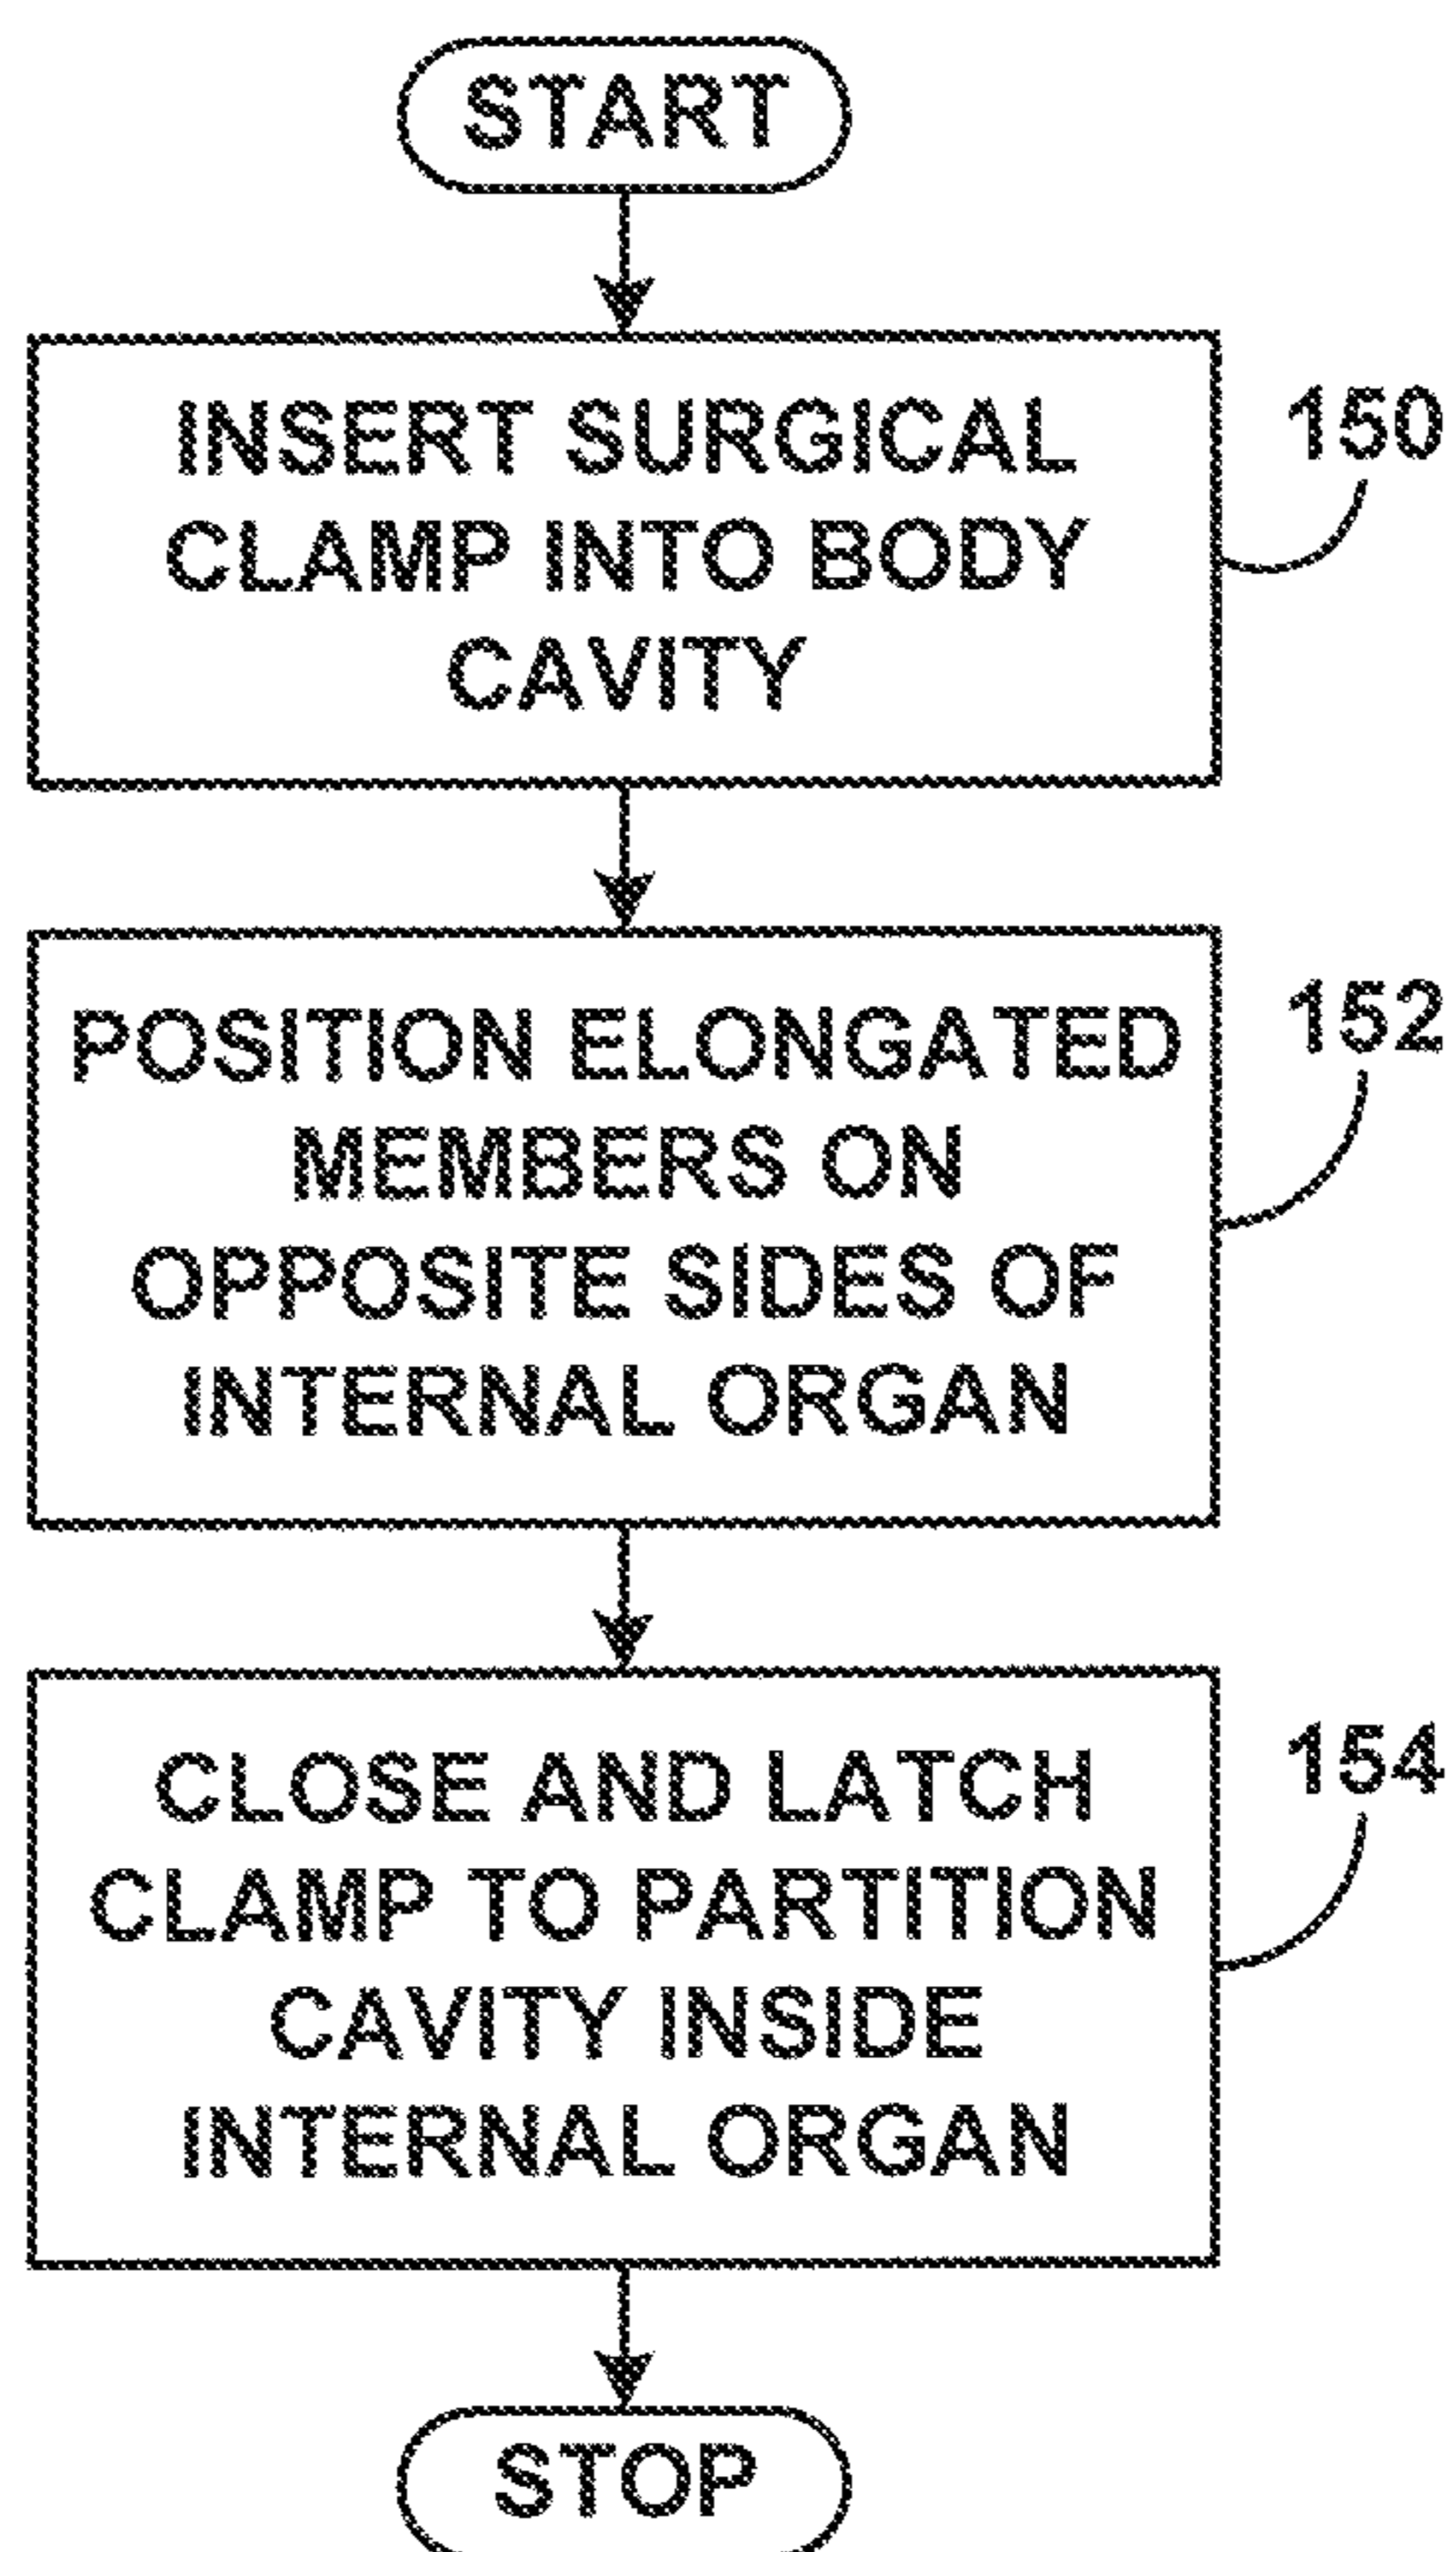 START
INSERT SURGICAL
CLAMP INTO BODY
CAVITY
150
POSITION ELONGATED
MEMBERS ON
OPPOSITE SIDES OF
INTERNAL ORGAN
152
CLOSE AND LATCH
CLAMP TO PARTITION
CAVITY INSIDE
INTERNAL ORGAN
154
STOP